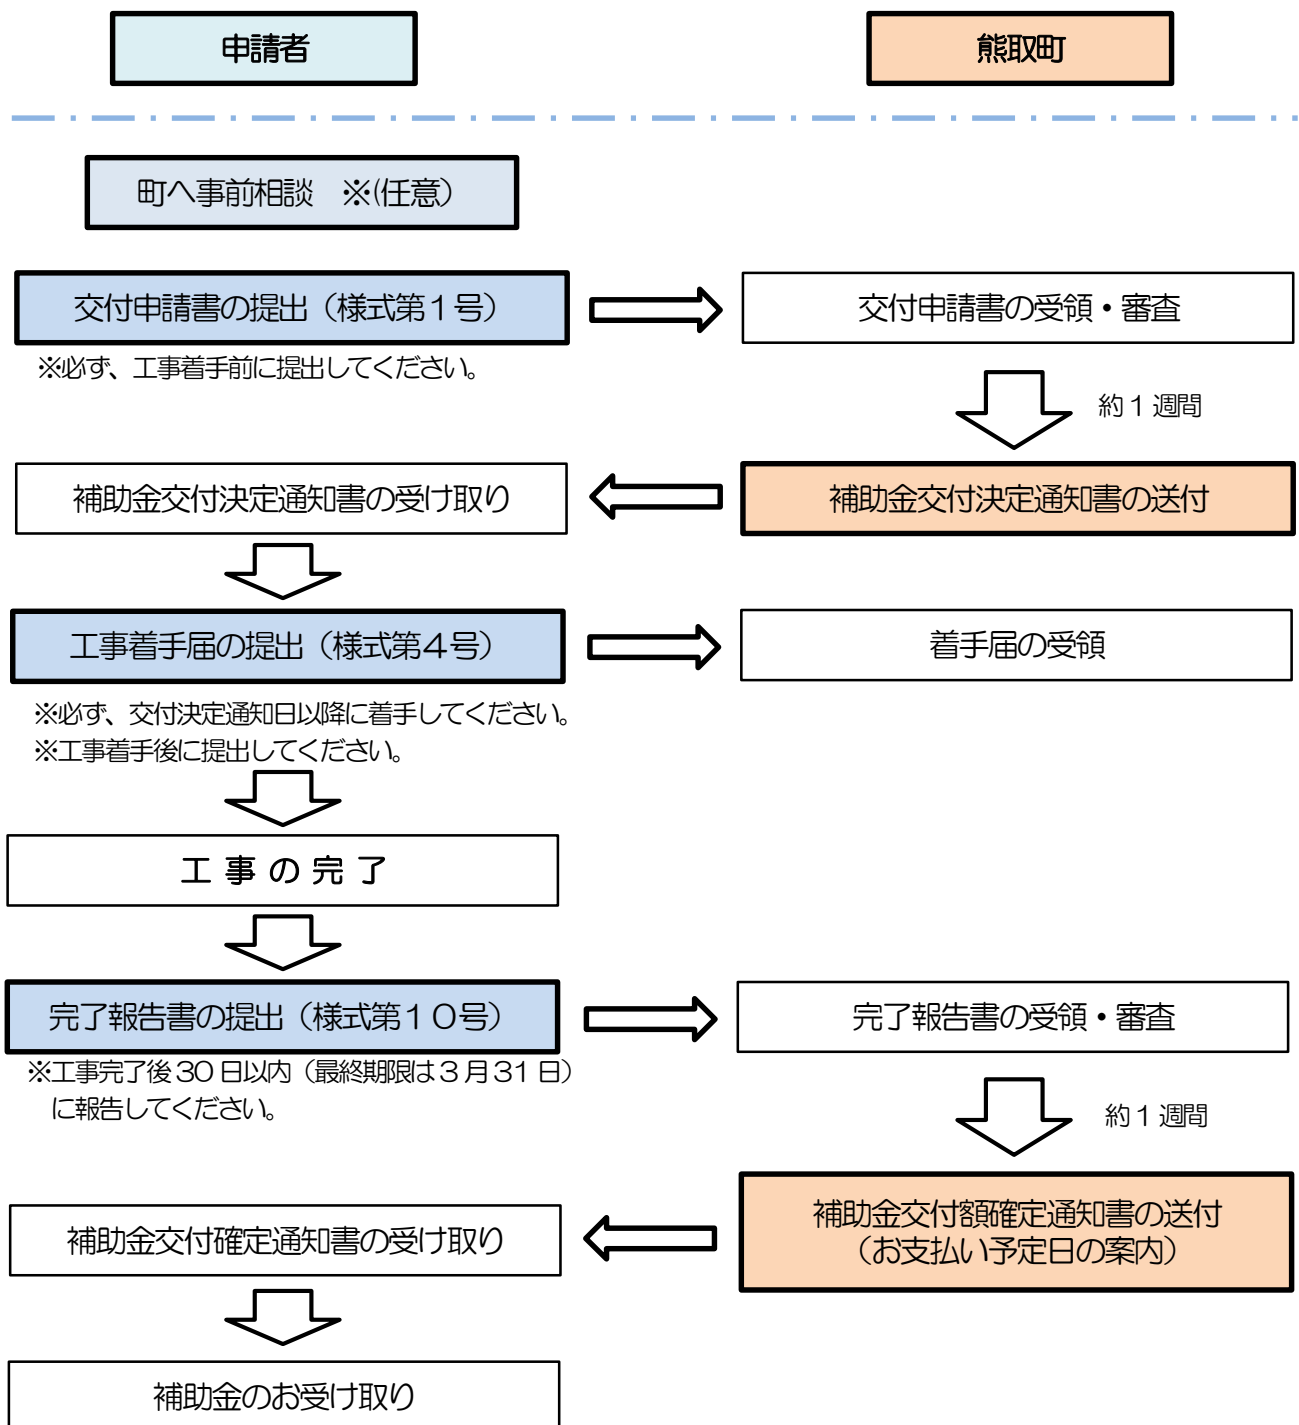 申請者
熊取町
町へ事前相談　※(任意）
交付申請書の提出（様式第１号）
交付申請書の受領・審査
※必ず、工事着手前に提出してください。
約１週間
補助金交付決定通知書の受け取り
補助金交付決定通知書の送付
工事着手届の提出（様式第４号）
着手届の受領
※必ず、交付決定通知日以降に着手してください。
※工事着手後に提出してください。
工 事 の 完 了
完了報告書の提出（様式第１０号）
完了報告書の受領・審査
※工事完了後 30 日以内（最終期限は３月 31 日）
に報告してください。
約１週間
補助金交付確定通知書の受け取り
補助金交付額確定通知書の送付
（お支払い予定日の案内）
補助金のお受け取り